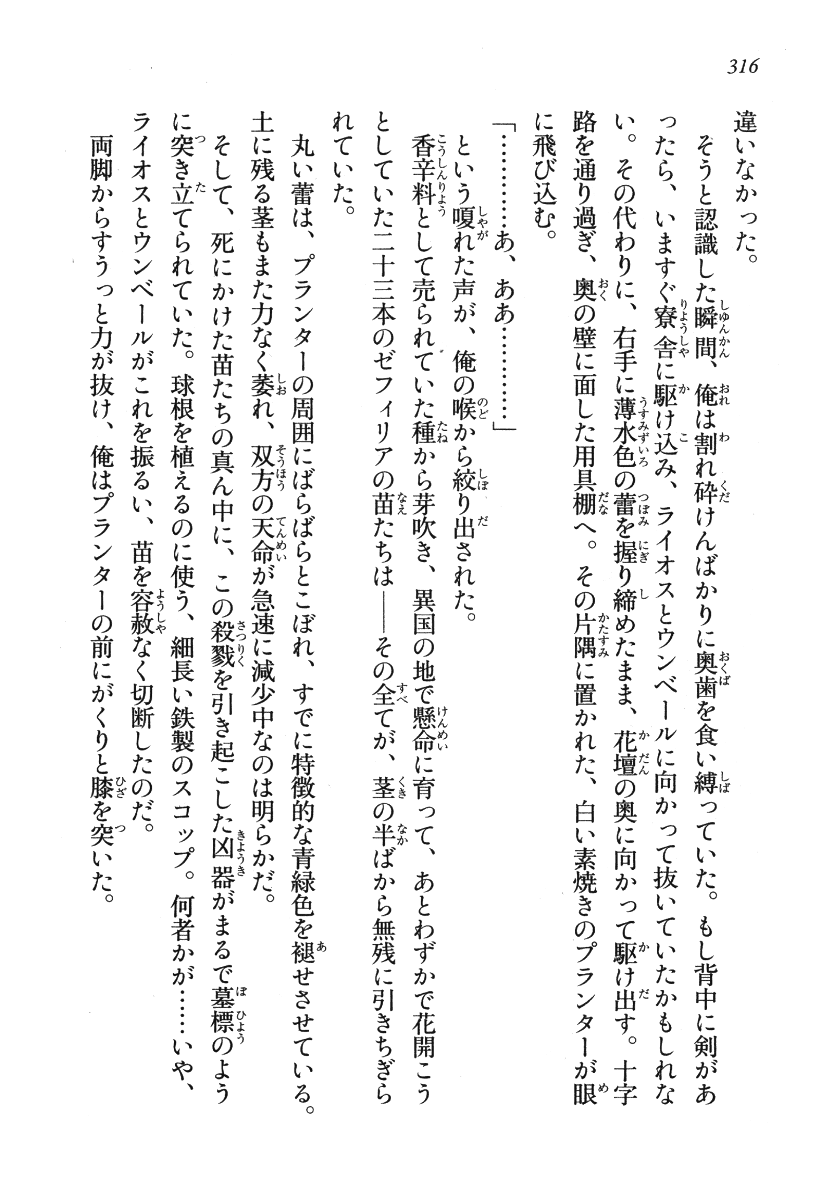 316
違いなかった。
そうと認識した瞬間、俺は割れ砕けんばかりに奥歯を食い縛っていた。もし背中に剣があ
ったら、いますぐ寮舎に駆け込み、ライオスとウンベールに向かって抜いていたかもしれな
い。その代わりに、右手に薄水色の蕾を握り締めたまま、花壇の奥に向かって駆け出す。十字
路を通り過ぎ、奥の壁に面した用具棚へ。その片隅に置かれた、白い素焼きのプランターが眼
に飛び込む。
「…………あ、ああ…………」
という嗄れた声が、俺の喉から絞り出された。
香辛料として売られていた種から芽吹き、異国の地で懸命に育って、あとわずかで花開こう
としていた二十三本のゼフィリアの苗たちは――その全てが、茎の半ばから無残に引きちぎら
れていた。
丸い蕾は、プランターの周囲にばらばらとこぼれ、すでに特徴的な青緑色を褪せさせている。
土に残る茎もまた力なく萎れ、双方の天命が急速に減少中なのは明らかだ。
そして、死にかけた苗たちの真ん中に、この殺戮を引き起こした凶器がまるで墓標のよう
に突き立てられていた。球根を植えるのに使う、細長い鉄製のスコップ。何者かが……いや、
ライオスとウンベールがこれを振るい、苗を容赦なく切断したのだ。
両脚からすうっと力が抜け、俺はプランターの前にがくりと膝を突いた。